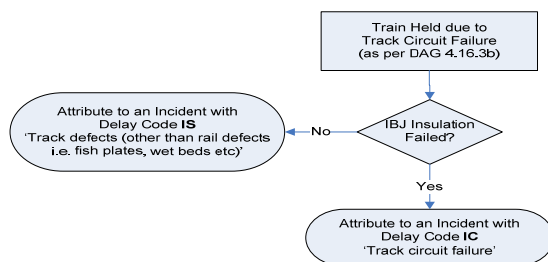 Train Held due to
Track Circuit Failure
(as per DAG 4.16.3b)
Attribute to an Incident with
Delay Code IS
‘Track defects (other than rail defects
i.e. fish plates, wet beds etc)’
No
IBJ Insulation
Failed?
Yes
Attribute to an Incident with
Delay Code IC
‘Track circuit failure’